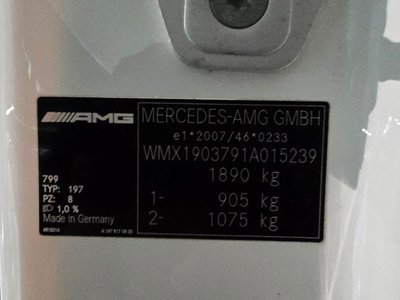 AMG
MERCEDES-AMG GMBH
e1*2007/46*0233
WMX1903791A015239
1890 kg
1- 905 kg
2- 1075 kg
799
TYP: 197
PZ: 8
1,0 %
Made in Germany